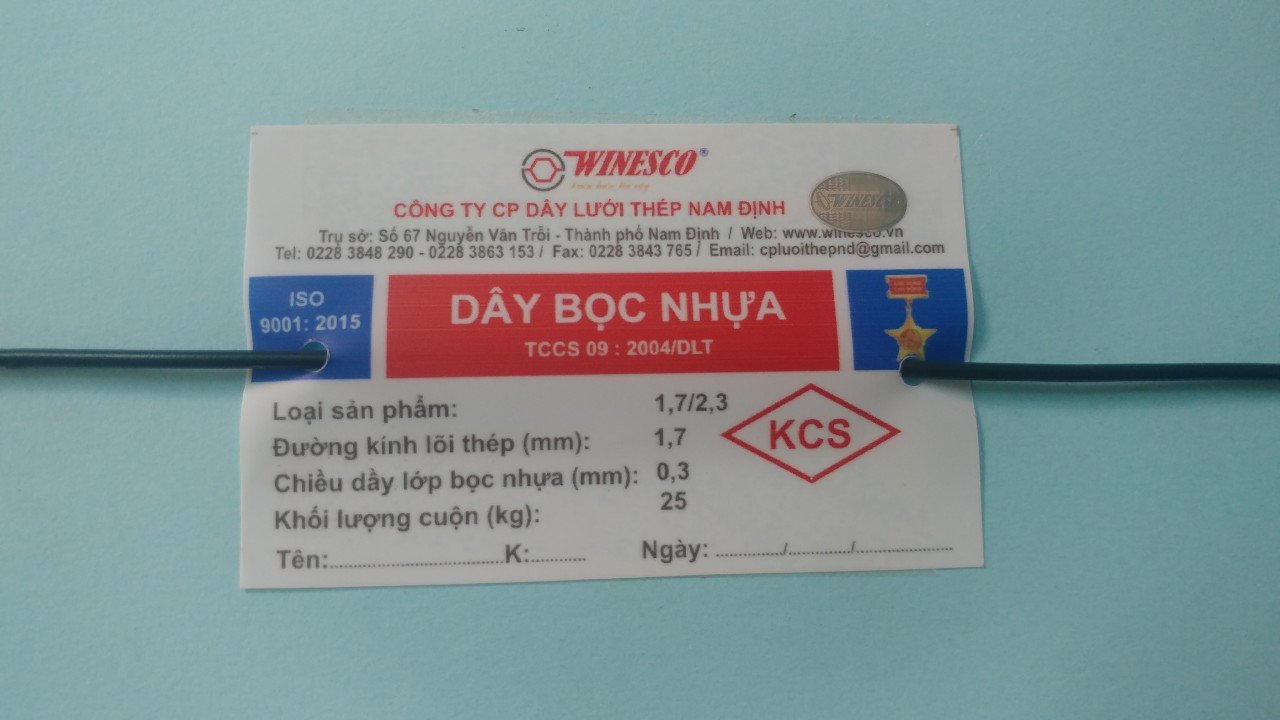 WINESCO®
WINESCO
CÔNG TY CP DÂY LƯỚI THÉP NAM ĐỊNH
Trụ sở: Số 67 Nguyễn Văn Trỗi - Thành phố Nam Định / Web: www.winesco.vn
Tel: 0228 3848 290 - 0228 3863 153 / Fax: 0228 3843 765 / Email: cpluoithepnd@gmail.com
ISO
9001: 2015
DÂY BỌC NHỰA
TCCS 09 : 2004/DLT
Loại sản phẩm: 1,7/2,3
Đường kính lõi thép (mm): 1,7
Chiều dầy lớp bọc nhựa (mm): 0,3
Khối lượng cuộn (kg): 25
KCS
Tên:..................................K:........... Ngày: ............../............./....................